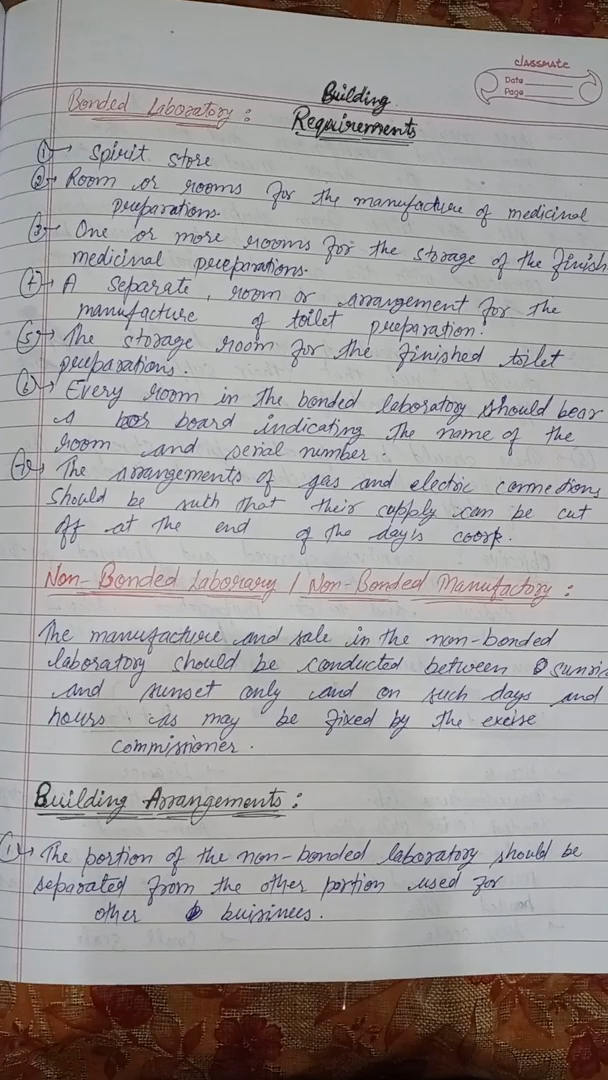 classmate
Date
Page
Bonded Laboratory : Building
Requirements
① → Spirit store
② → Room or rooms for the manufacture of medicinal
preparations.
③ → One or more rooms for the storage of the finish
medicinal preparations.
④ → A separate, room or arrangement for the
manufacture of toilet preparation.
⑤ → The storage room for the finished toilet
preparations.
⑥ → Every room in the bonded laboratory should bear
a board indicating the name of the
room and serial number.
⑦ → The arrangements of gas and electric connections
should be such that their supply can be cut
off at the end of the day's
Non-Bonded Laborary / Non-Bonded Manufactory :
The manufacture and sale in the non-bonded
laboratory should be conducted between sunris
and sunset only and on such days and
hours as may be fixed by the excise
commissioner.
Building Arrangements :
① → The portion of the non-bonded laboratory should be
separated from the other portion used for
other buisinees.